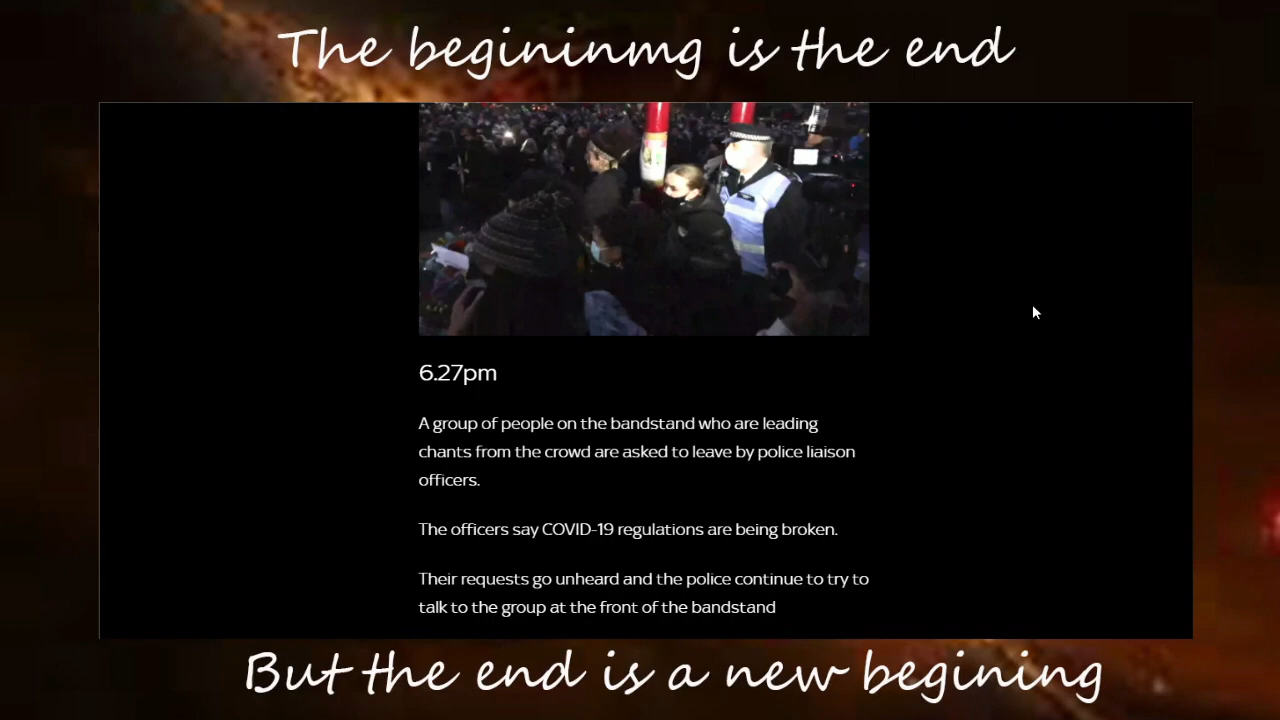 The begininmg is the end
6.27pm
A group of people on the bandstand who are leading
chants from the crowd are asked to leave by police liaison
officers.
The officers say COVID-19 regulations are being broken.
Their requests go unheard and the police continue to try to
talk to the group at the front of the bandstand
But the end is a new begining